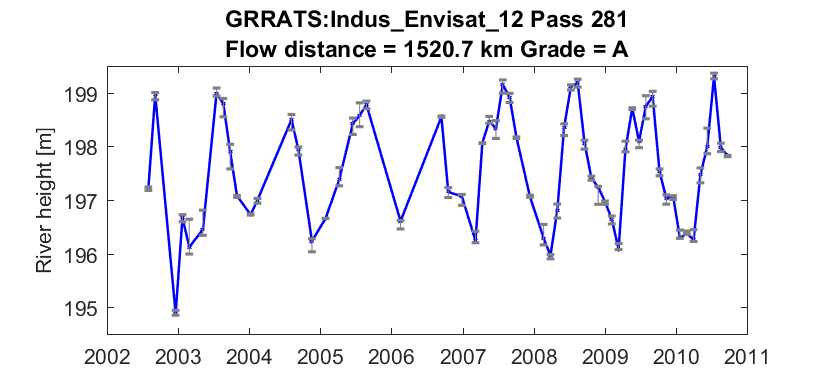 GRRATS:Indus_Envisat_12 Pass 281
Flow distance = 1520.7 km Grade = A
River height [m]
199
198
197
196
195
2002 2003 2004 2005 2006 2007 2008 2009 2010 2011